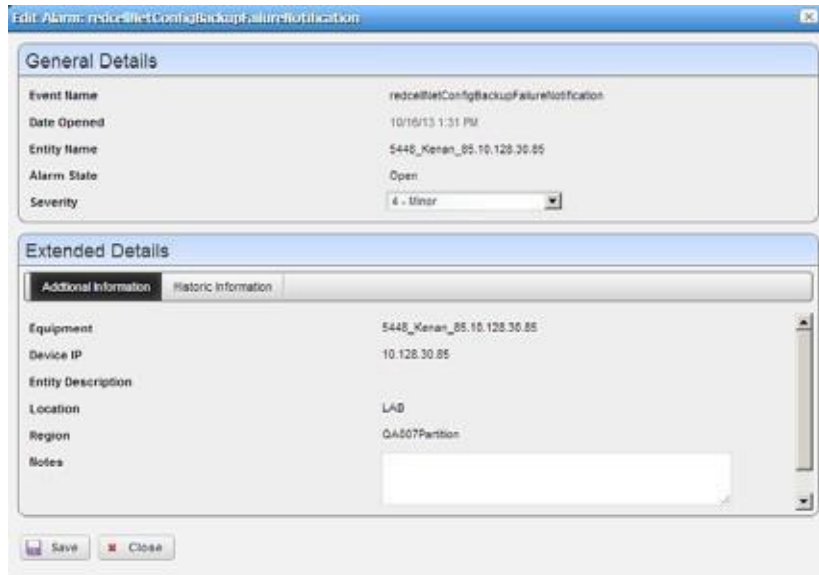 Edit Alarm: redcellNetConfigBackupFailureNotification
General Details
Event Name redcellNetConfigBackupFailureNotification
Date Opened 10/16/13 1:31 PM
Entity Name 5448_Kenan_85.10.128.30.85
Alarm State Open
Severity 4 - Minor
Extended Details
Addtional Information Historic Information
Equipment 5448_Kenan_85.10.128.30.85
Device IP 10.128.30.85
Entity Description
Location LAB
Region QA007Partition
Notes
Save Close